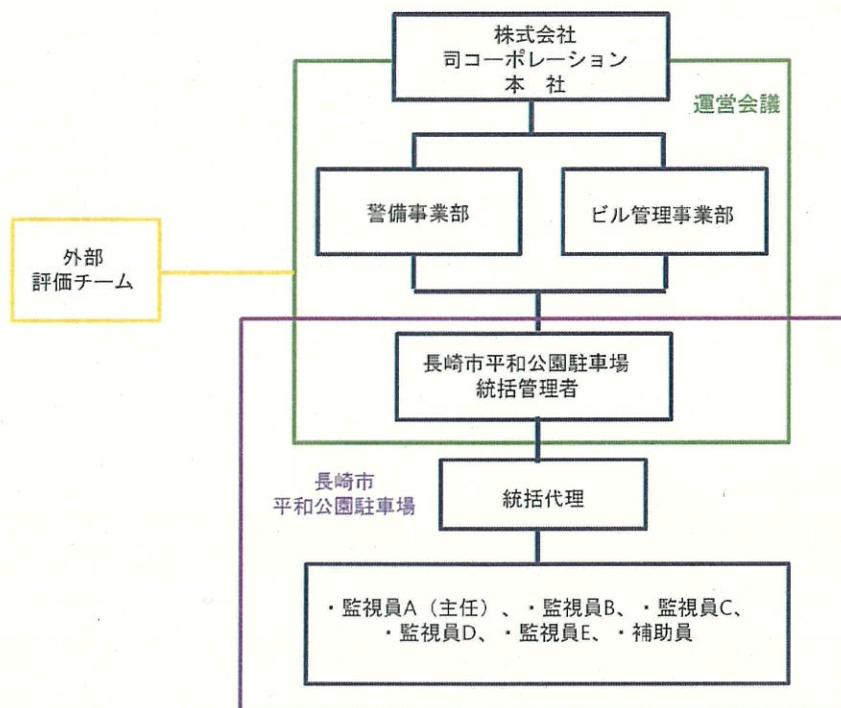 株式会社
司コーポレーション
本　社
運営会議
警備事業部
ビル管理事業部
外部
評価チーム
長崎市平和公園駐車場
統括管理者
長崎市
平和公園駐車場
統括代理
・監視員A（主任）、・監視員B、・監視員C、
・監視員D、・監視員E、・補助員